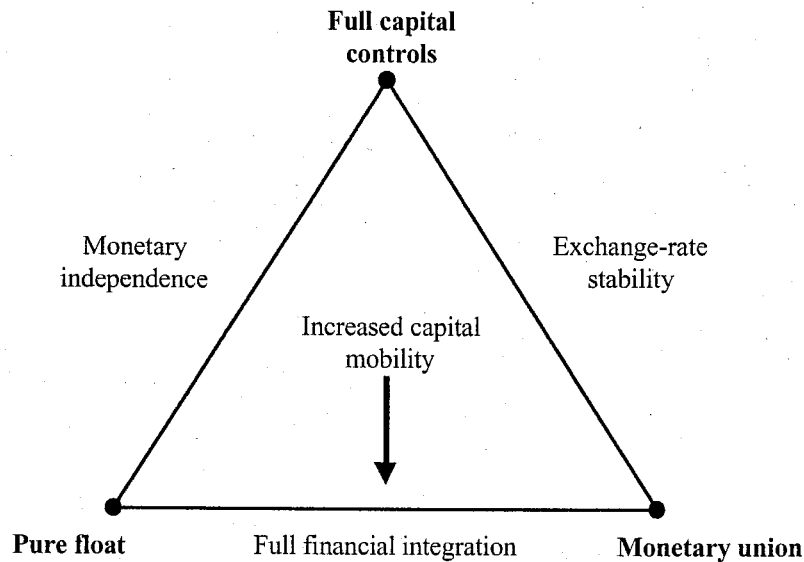 Full capital
controls
Monetary
independence
Exchange-rate
stability
Increased capital
mobility
Pure float
Full financial integration
Monetary union